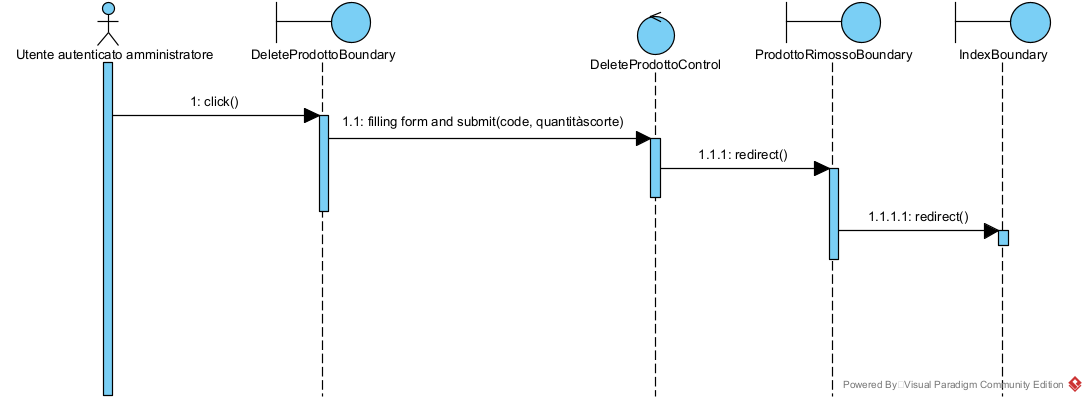 Utente autenticato amministratore
DeleteProdottoBoundary
DeleteProdottoControl
ProdottoRimossoBoundary
IndexBoundary
1: click()
1.1: filling form and submit(code, quantitàscorte)
1.1.1: redirect()
1.1.1.1: redirect()
Powered By Visual Paradigm Community Edition